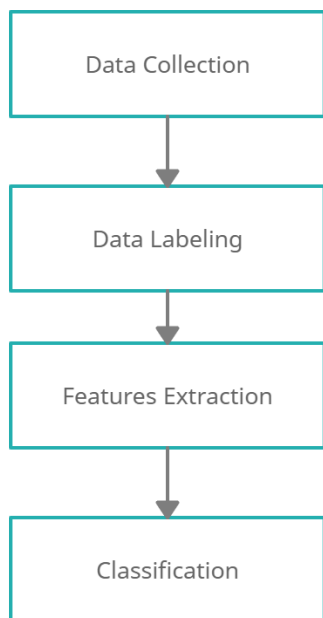 Data Collection
Data Labeling
Features Extraction
Classification